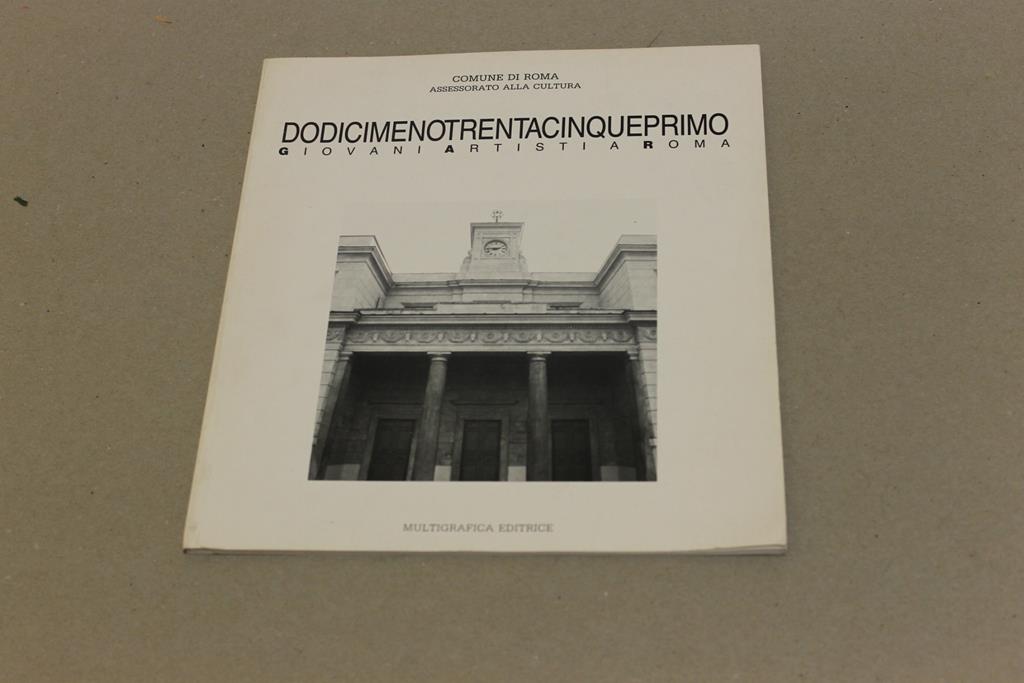 COMUNE DI ROMA
ASSESSORATO ALLA CULTURA
DODICIMENOTRENTACINQUEPRIMO
GIOVANI ARTISTI A ROMA
MULTIGRAFICA EDITRICE